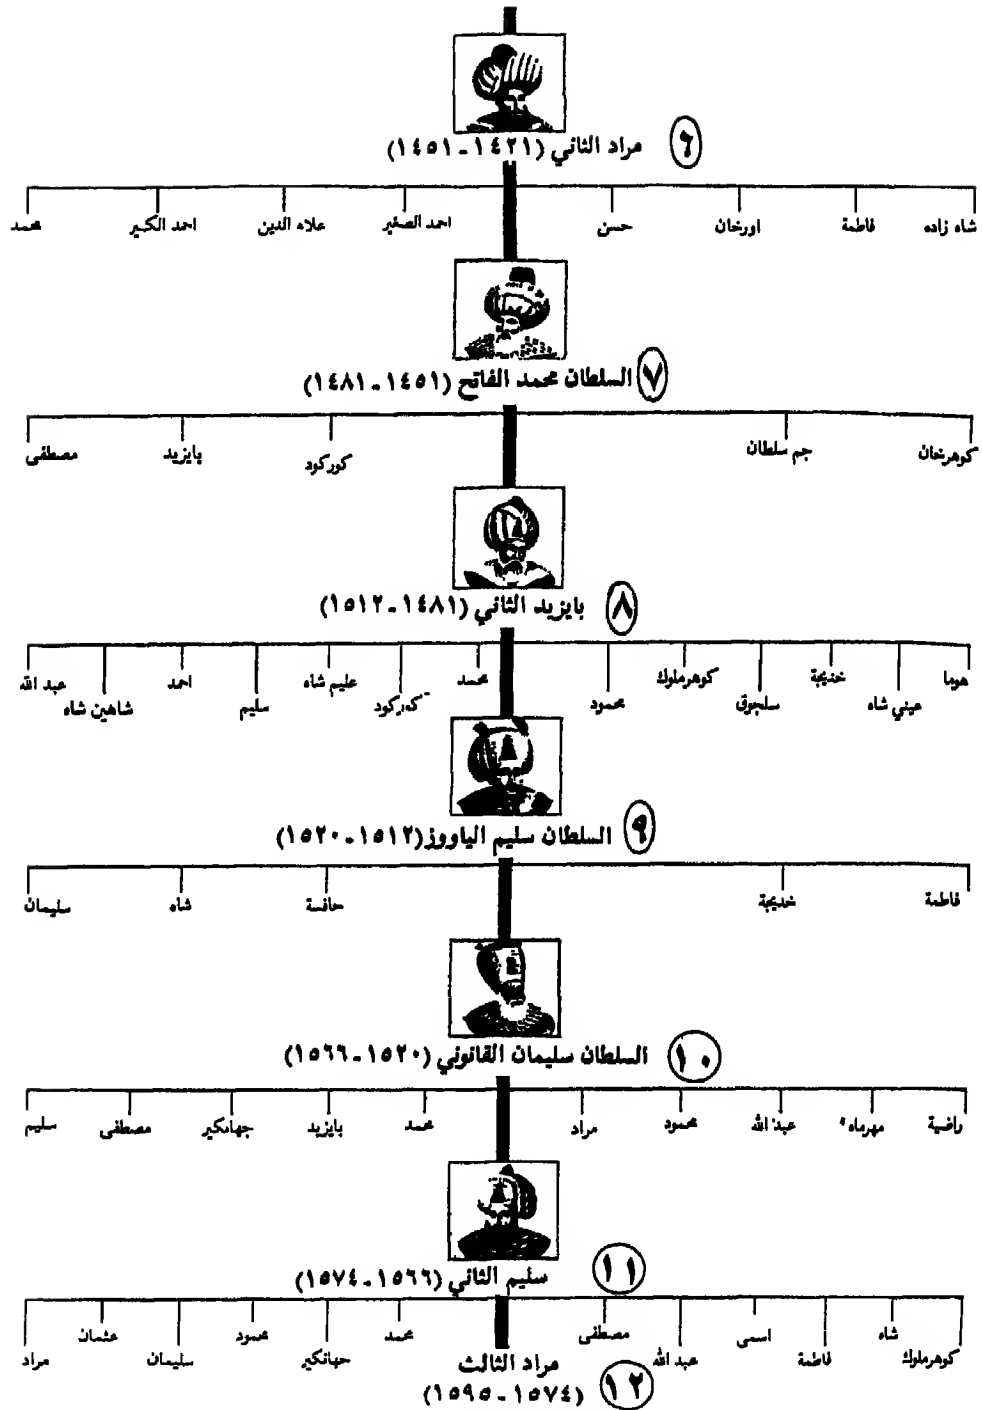 ٦ مراد الثاني (١٤٢١-١٤٥١)
شاه زاده فاطمة اورخان حسن احمد الصغير علاء الدين احمد الكبير محمد
٧ السلطان محمد الفاتح (١٤٥١-١٤٨١)
كوهرخان جم سلطان كوركود بايزيد مصطفى
٨ بايزيد الثاني (١٤٨١-١٥١٢)
هوما عيني شاه خديجة سلجوق كوهرملوك محمود محمد كوركود عليم شاه سليم احمد شاهين شاه عبد الله
٩ السلطان سليم الياووز (١٥١٢-١٥٢٠)
فاطمة خديجة حافسة شاه سليمان
١٠ السلطان سليمان القانوني (١٥٢٠-١٥٦٦)
راضية مهرماه عبد الله محمود مراد محمد بايزيد جهانكير مصطفى سليم
١١ سليم الثاني (١٥٦٦-١٥٧٤)
كوهرملوك شاه فاطمة اسمى عبد الله مصطفى محمد جهانكير محمود سليمان عثمان مراد
مراد الثالث
١٢ (١٥٧٤-١٥٩٥)